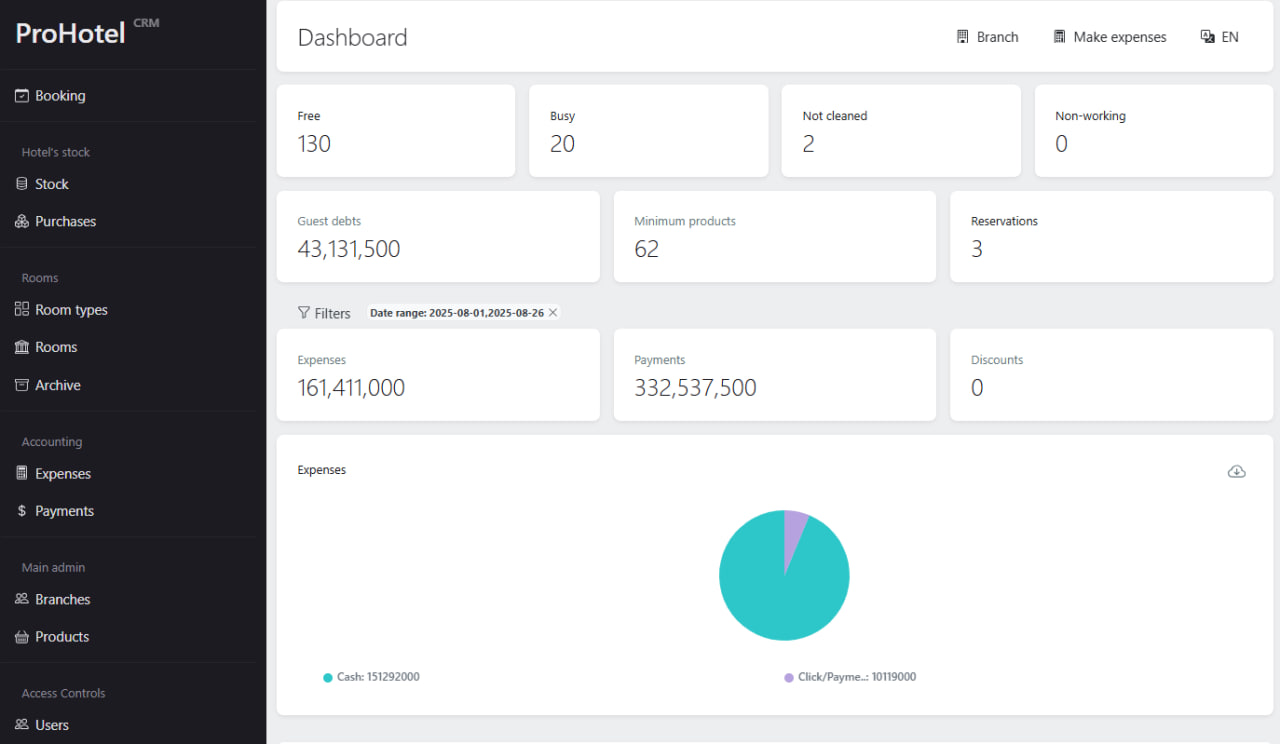 ProHotel CRM
Booking
Hotel's stock
Stock
Purchases
Rooms
Room types
Rooms
Archive
Accounting
Expenses
Payments
Main admin
Branches
Products
Access Controls
Users
Dashboard
Branch
Make expenses
EN
Free
130
Busy
20
Not cleaned
2
Non-working
0
Guest debts
43,131,500
Minimum products
62
Reservations
3
Filters
Date range: 2025-08-01,2025-08-26
Expenses
161,411,000
Payments
332,537,500
Discounts
0
Expenses
Cash: 151292000
Click/Payme..: 10119000